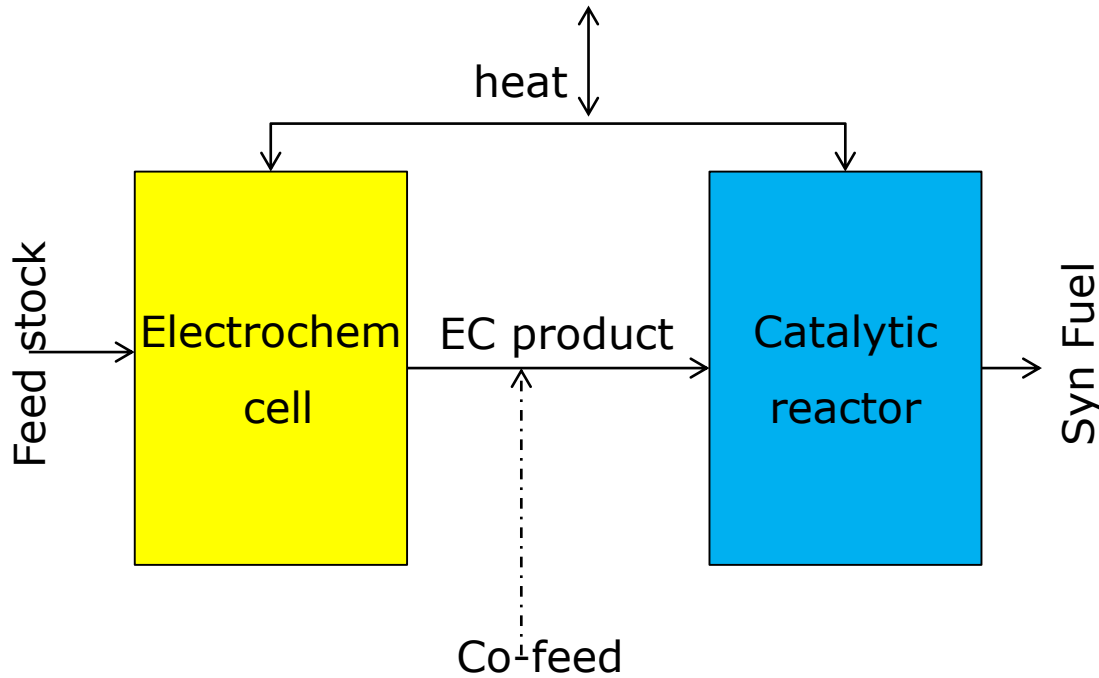 heat
Feed stock
Electrochem
cell
EC product
Catalytic
reactor
Syn Fuel
Co-feed